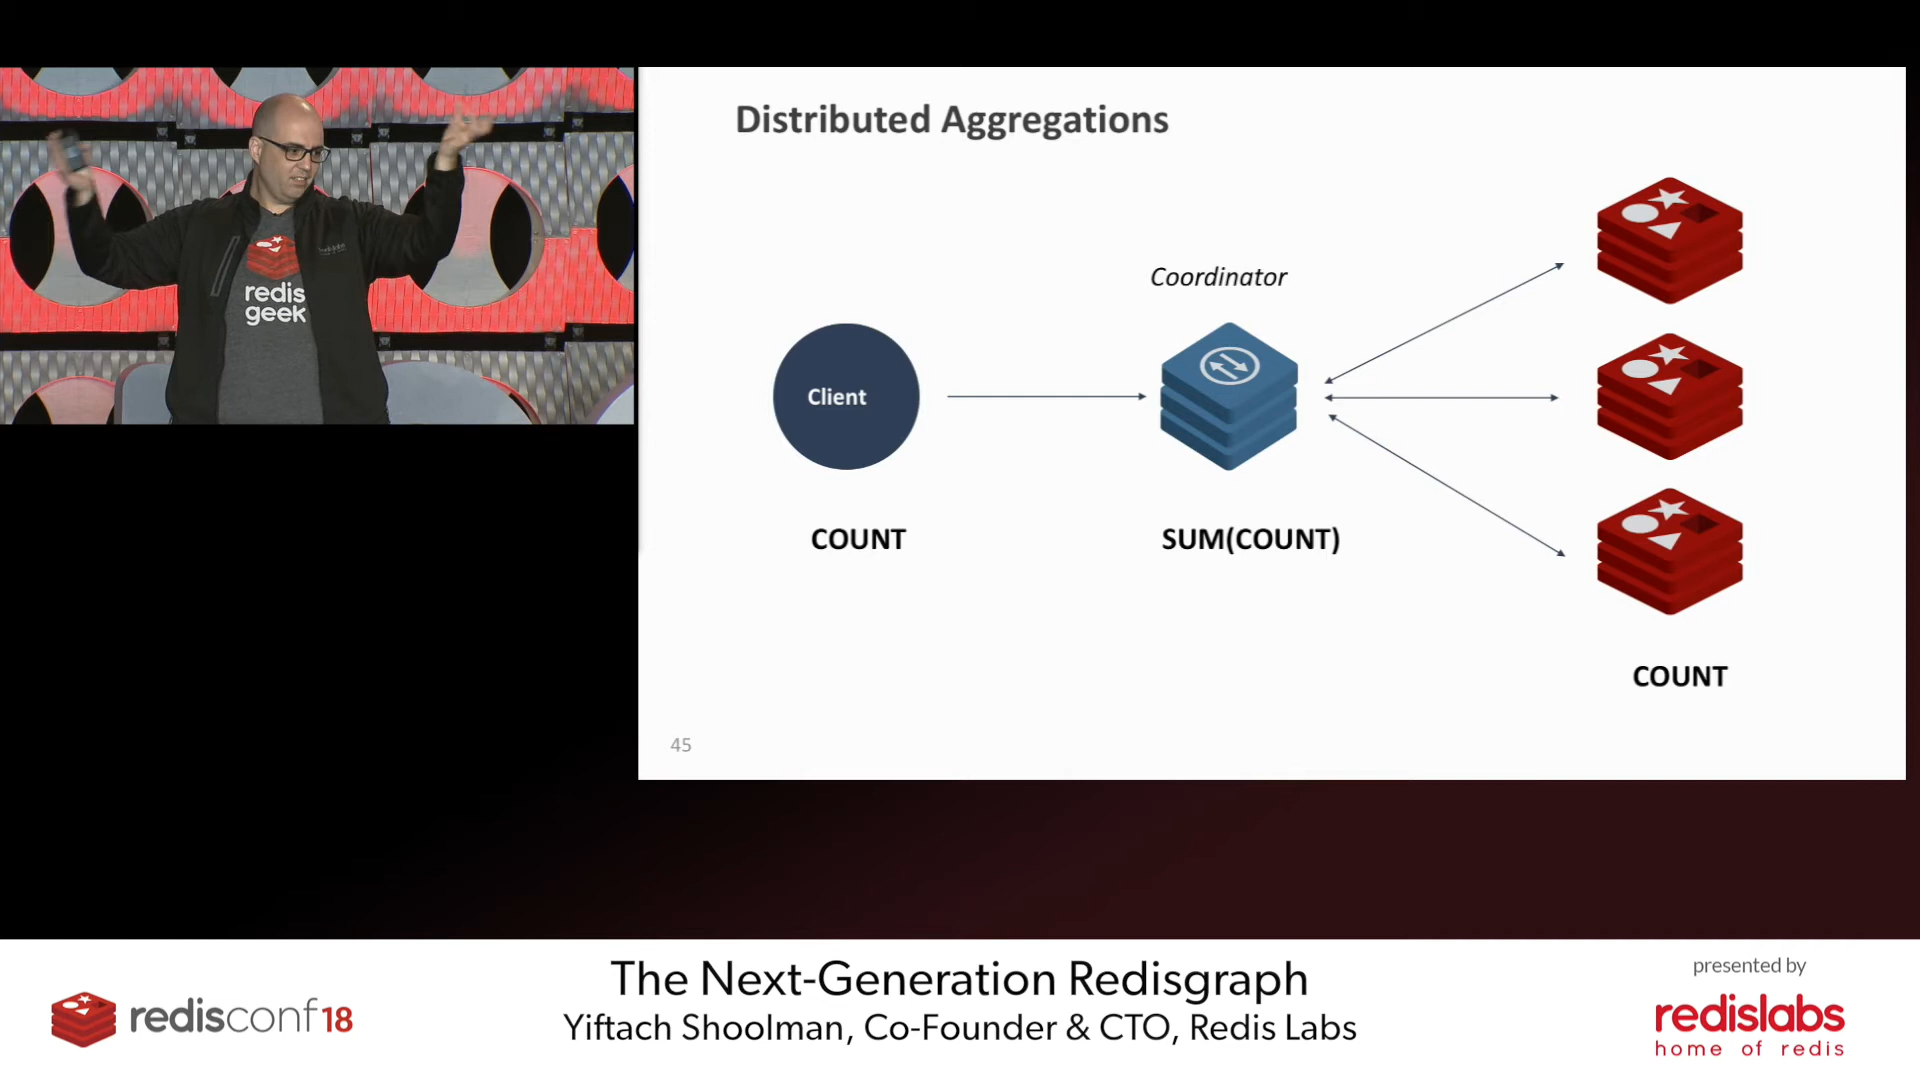 redis
geek
Distributed Aggregations
Coordinator
Client
COUNT
SUM(COUNT)
COUNT
45
redisconf18
The Next-Generation Redisgraph
Yiftach Shoolman, Co-Founder & CTO, Redis Labs
presented by
redislabs
home of redis